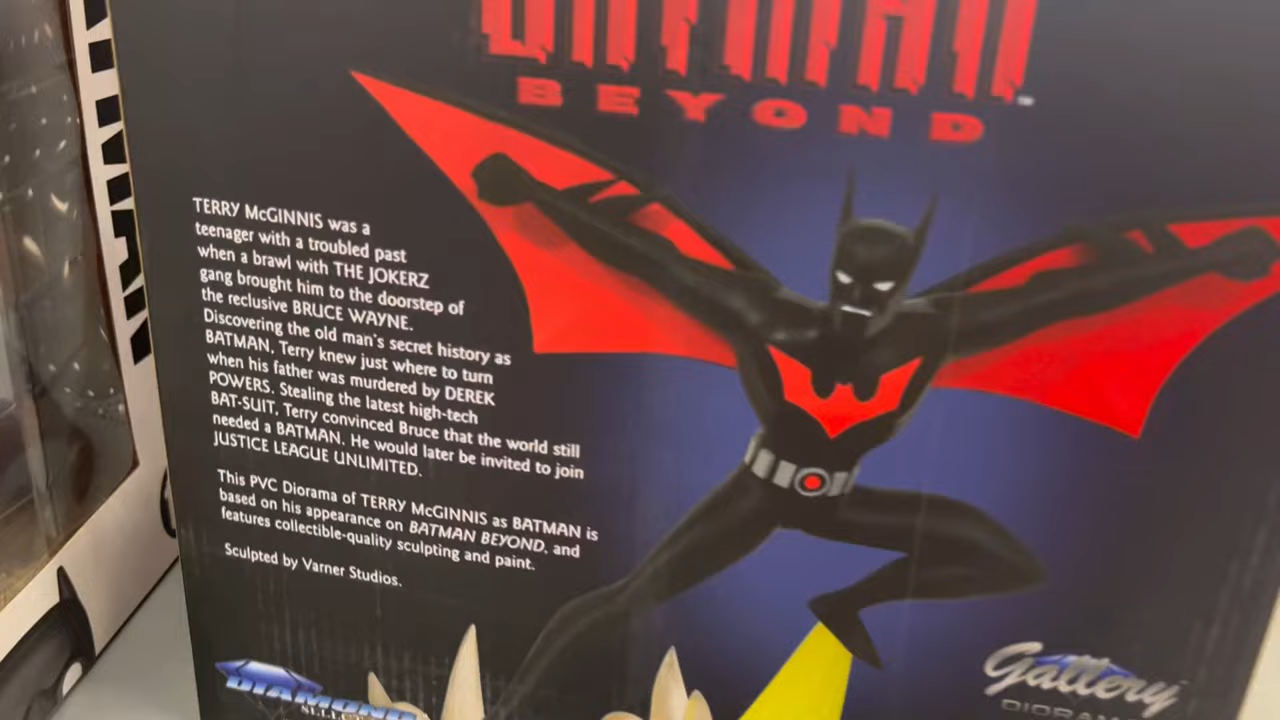 BATMAN
BEYOND
TERRY McGINNIS was a
teenager with a troubled past
when a brawl with THE JOKERZ
gang brought him to the doorstep of
the reclusive BRUCE WAYNE.
Discovering the old man's secret history as
BATMAN, Terry knew just where to turn
when his father was murdered by DEREK
POWERS. Stealing the latest high-tech
BAT-SUIT, Terry convinced Bruce that the world still
needed a BATMAN. He would later be invited to join
JUSTICE LEAGUE UNLIMITED.
This PVC Diorama of TERRY McGINNIS as BATMAN is
based on his appearance on BATMAN BEYOND, and
features collectible-quality sculpting and paint.
Sculpted by Varner Studios.
DIAMOND
SELECT
Gallery